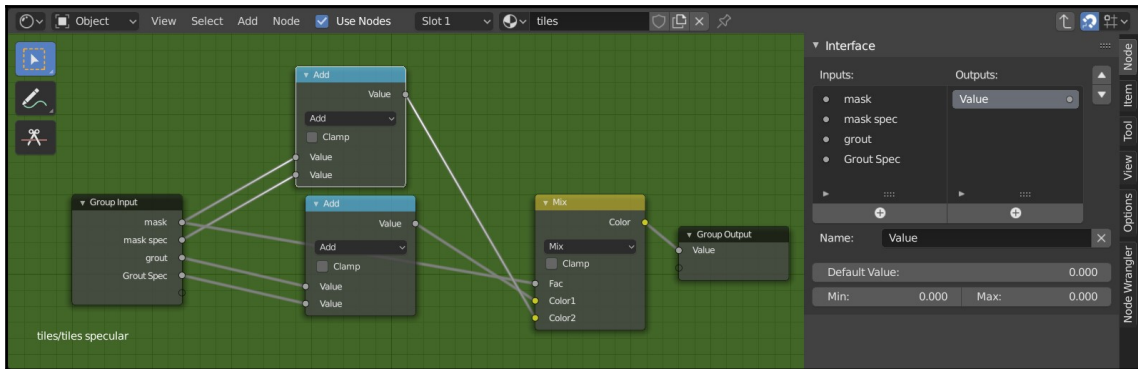 Object View Select Add Node Use Nodes Slot 1 tiles
Add
Value
Add
Clamp
Value
Value
Group Input
mask
mask spec
grout
Grout Spec
Add
Value
Add
Clamp
Value
Value
Mix
Color
Mix
Clamp
Fac
Color1
Color2
Group Output
Value
tiles/tiles specular
Interface
Inputs: Outputs:
mask Value
mask spec
grout
Grout Spec
Name: Value
Default Value: 0.000
Min: 0.000 Max: 0.000
Node
Item
Tool
View
Options
Node Wrangler